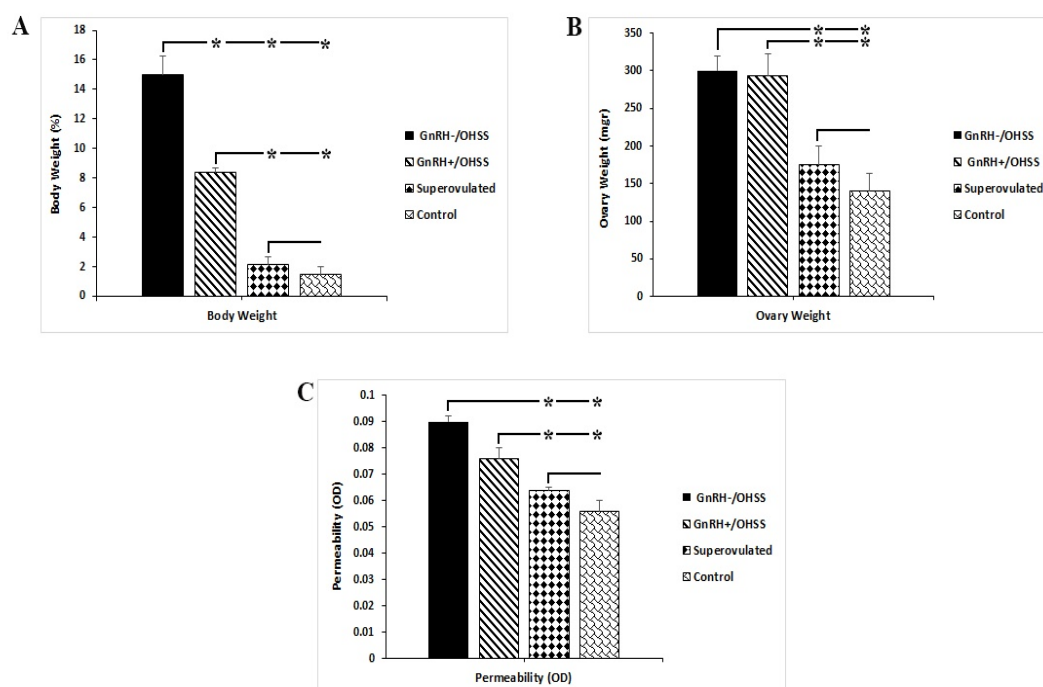 A
18
16
14
12
10
8
6
4
2
0
Body Weight (%)
* * *
* *
Body Weight
GnRH-/OHSS
GnRH+/OHSS
Superovulated
Control
B
350
300
250
200
150
100
50
0
Ovary Weight (mgr)
* *
* *
Ovary Weight
GnRH-/OHSS
GnRH+/OHSS
Superovulated
Control
C
0.1
0.09
0.08
0.07
0.06
0.05
0.04
0.03
0.02
0.01
0
Permeability (OD)
* *
* *
Permeability (OD)
GnRH-/OHSS
GnRH+/OHSS
Superovulated
Control